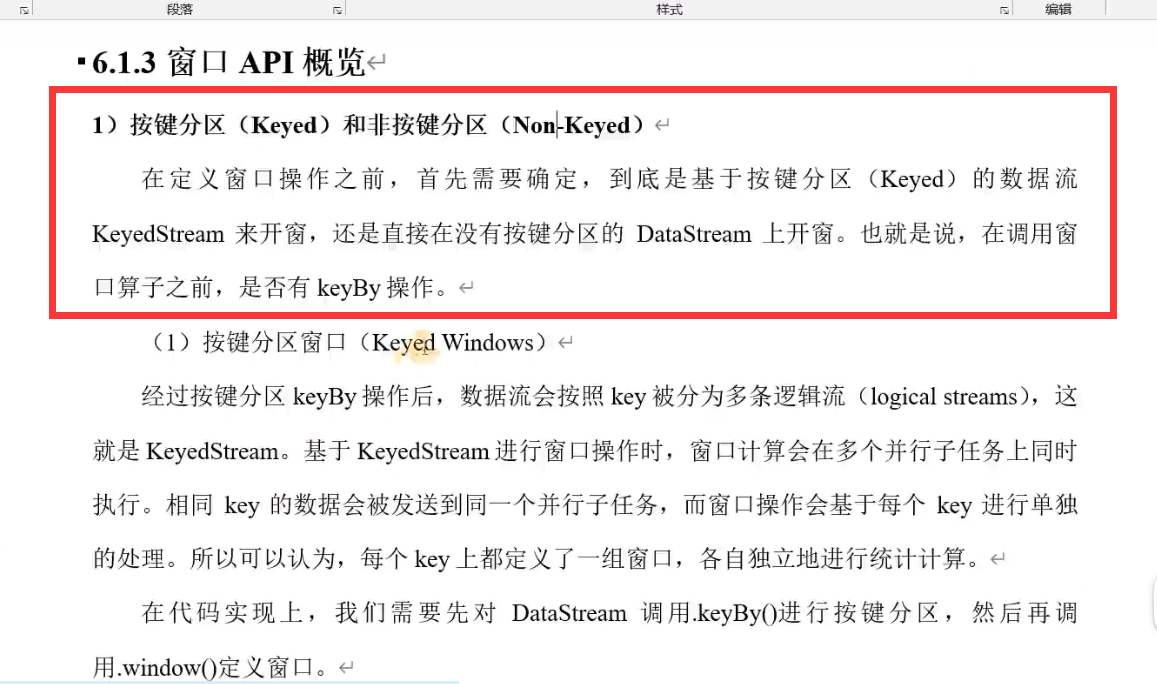 段落
样式
编辑
6.1.3 窗口 API 概览
1）按键分区（Keyed）和非按键分区（Non-Keyed）
在定义窗口操作之前，首先需要确定，到底是基于按键分区（Keyed）的数据流
KeyedStream 来开窗，还是直接在没有按键分区的 DataStream 上开窗。也就是说，在调用窗
口算子之前，是否有 keyBy 操作。
（1）按键分区窗口（Keyed Windows）
经过按键分区 keyBy 操作后，数据流会按照 key 被分为多条逻辑流（logical streams），这
就是 KeyedStream。基于 KeyedStream 进行窗口操作时，窗口计算会在多个并行子任务上同时
执行。相同 key 的数据会被发送到同一个并行子任务，而窗口操作会基于每个 key 进行单独
的处理。所以可以认为，每个 key 上都定义了一组窗口，各自独立地进行统计计算。
在代码实现上，我们需要先对 DataStream 调用.keyBy()进行按键分区，然后再调
用.window()定义窗口。